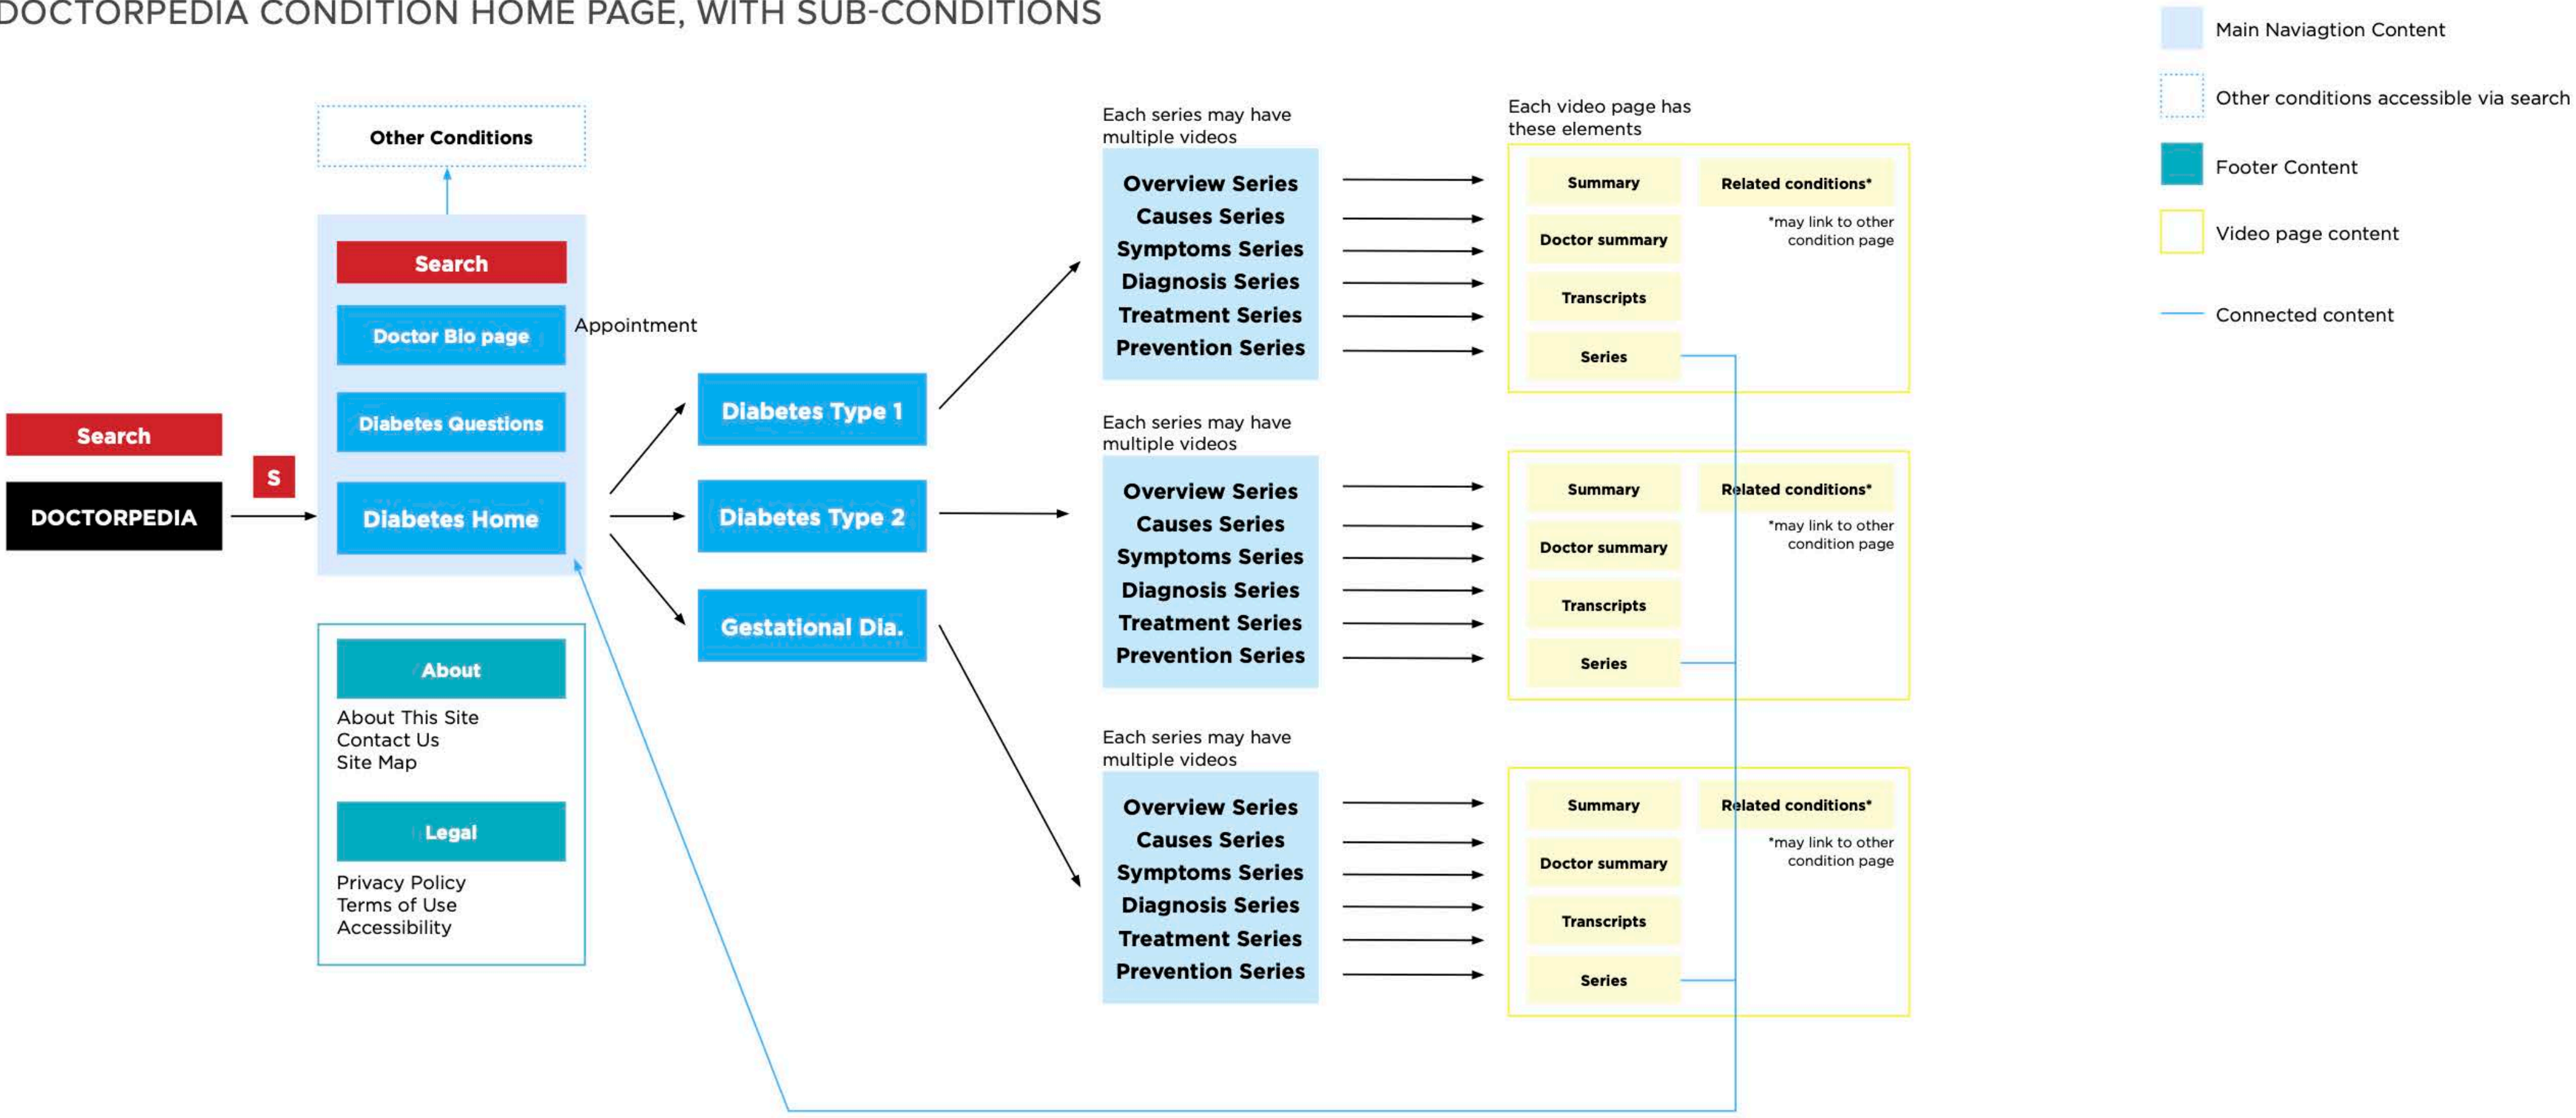 DOCTORPEDIA CONDITION HOME PAGE, WITH SUB-CONDITIONS
Search
DOCTORPEDIA
S
Other Conditions
Search
Doctor Bio page
Appointment
Diabetes Questions
Diabetes Home
About
About This Site
Contact Us
Site Map
Legal
Privacy Policy
Terms of Use
Accessibility
Diabetes Type 1
Diabetes Type 2
Gestational Dia.
Each series may have
multiple videos
Overview Series
Causes Series
Symptoms Series
Diagnosis Series
Treatment Series
Prevention Series
Each video page has
these elements
Summary
Related conditions*
*may link to other
condition page
Doctor summary
Transcripts
Series
Each series may have
multiple videos
Overview Series
Causes Series
Symptoms Series
Diagnosis Series
Treatment Series
Prevention Series
Summary
Related conditions*
*may link to other
condition page
Doctor summary
Transcripts
Series
Each series may have
multiple videos
Overview Series
Causes Series
Symptoms Series
Diagnosis Series
Treatment Series
Prevention Series
Summary
Related conditions*
*may link to other
condition page
Doctor summary
Transcripts
Series
Main Naviagtion Content
Other conditions accessible via search
Footer Content
Video page content
Connected content